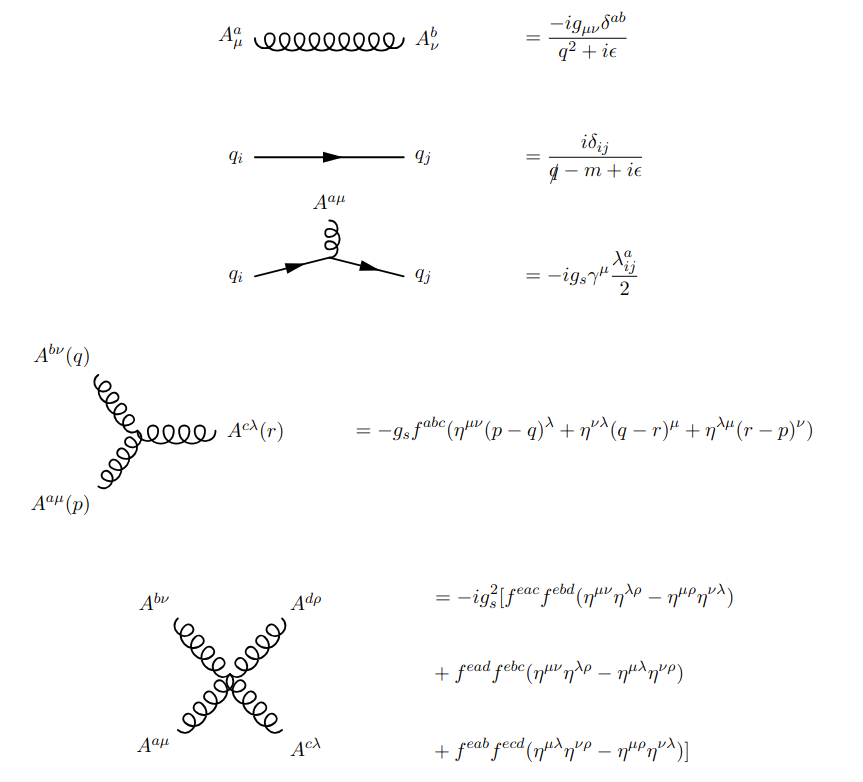 $A^a_\mu$ $A^b_\nu$ $= \frac{-ig_{\mu\nu}\delta^{ab}}{q^2 + i\epsilon}$
$q_i$ $q_j$ $= \frac{i\delta_{ij}}{\not{q} - m + i\epsilon}$
$A^{a\mu}$
$q_i$ $q_j$ $= -ig_s\gamma^\mu \frac{\lambda^a_{ij}}{2}$
$A^{b\nu}(q)$
$A^{c\lambda}(r)$ $= -g_s f^{abc}(\eta^{\mu\nu}(p - q)^\lambda + \eta^{\nu\lambda}(q - r)^\mu + \eta^{\lambda\mu}(r - p)^\nu)$
$A^{a\mu}(p)$
$A^{b\nu}$ $A^{d\rho}$ $= -ig_s^2[f^{eac}f^{ebd}(\eta^{\mu\nu}\eta^{\lambda\rho} - \eta^{\mu\rho}\eta^{\nu\lambda})$
$+ f^{ead}f^{ebc}(\eta^{\mu\nu}\eta^{\lambda\rho} - \eta^{\mu\lambda}\eta^{\nu\rho})$
$A^{a\mu}$ $A^{c\lambda}$ $+ f^{eab}f^{ecd}(\eta^{\mu\lambda}\eta^{\nu\rho} - \eta^{\mu\rho}\eta^{\nu\lambda})]$